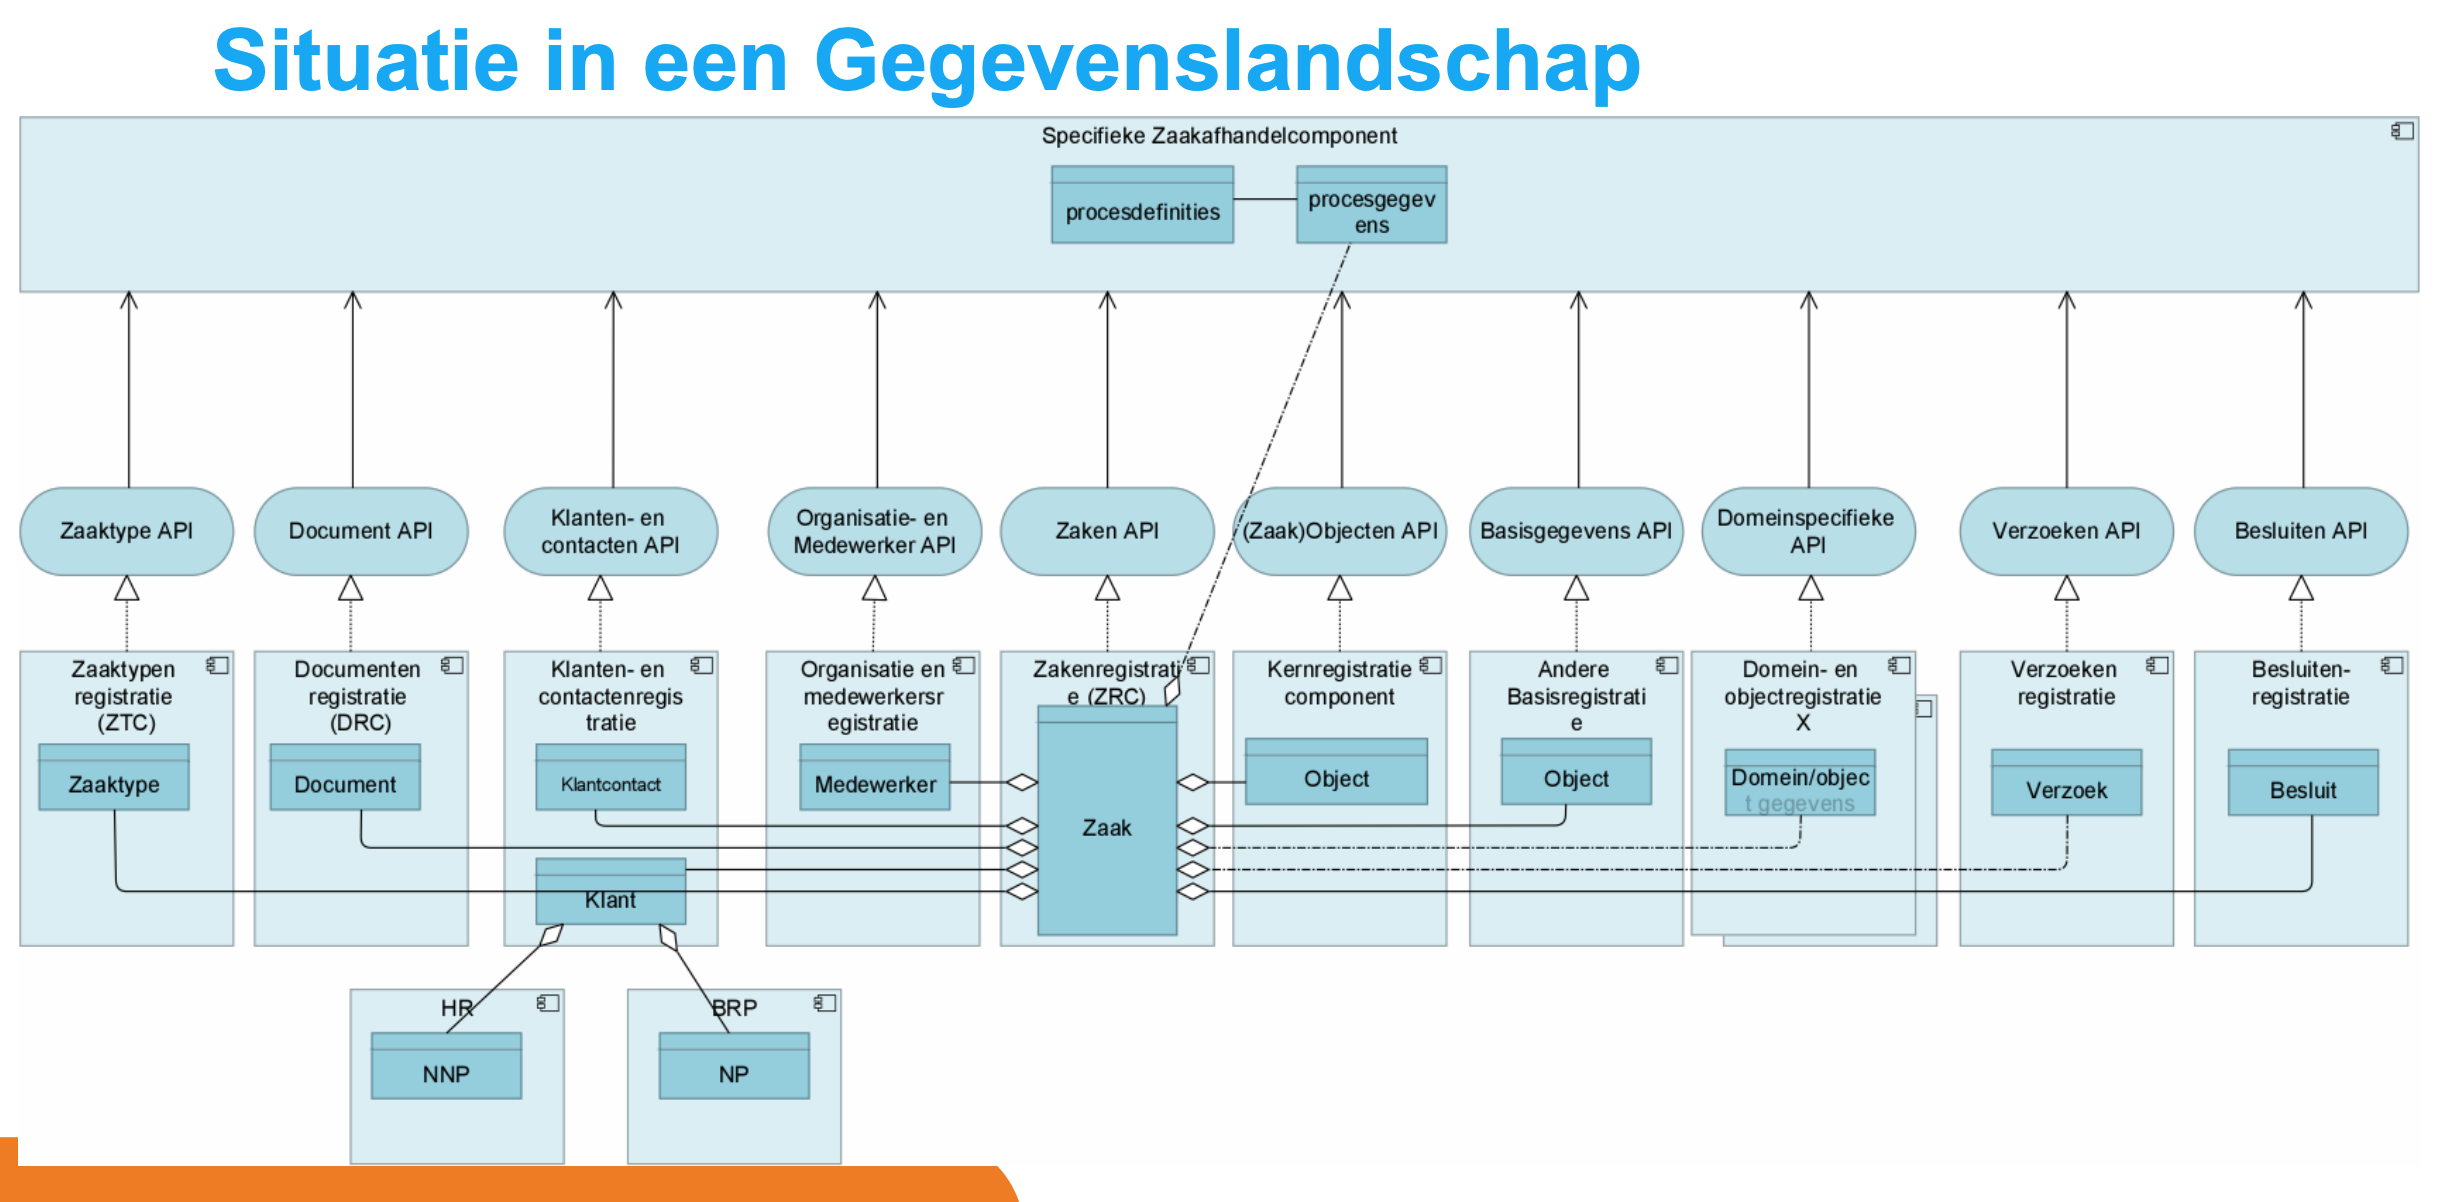 Situatie in een Gegevenslandschap
Specifieke Zaakafhandelcomponent
procesdefinities
procesgegev
ens
Zaaktype API
Document API
Klanten- en
contacten API
Organisatie- en
Medewerker API
Zaken API
(Zaak)Objecten API
Basisgegevens API
Domeinspecifieke
API
Verzoeken API
Besluiten API
Zaaktypen
registratie
(ZTC)
Documenten
registratie
(DRC)
Klanten- en
contactenregis
tratie
Organisatie en
medewerkersr
egistratie
Zakenregistrati
e (ZRC)
Kernregistratie
component
Andere
Basisregistrati
e
Domein- en
objectregistratie
X
Verzoeken
registratie
Besluiten-
registratie
Zaaktype
Document
Klantcontact
Medewerker
Zaak
Object
Object
Domein/objec
t gegevens
Verzoek
Besluit
Klant
HR
BRP
NNP
NP